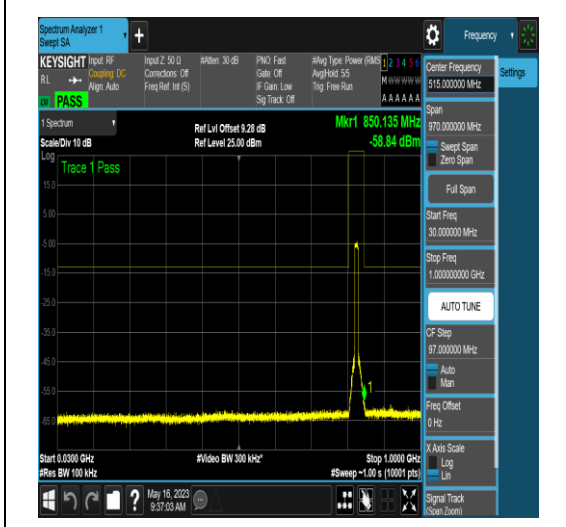 Spectrum Analyzer 1
Swept SA
+
Frequency
KEYSIGHT
RL
Input: RF
Coupling: DC
Align: Auto
Input Z: 50 Ω
Corrections: Off
Freq Ref: Int (S)
#Atten: 30 dB
PNO: Fast
Gate: Off
IF Gain: Low
Sig Track: Off
#Avg Type: Power (RMS
Avg|Hold: 5/5
Trig: Free Run
1 2 3 4 5 6
M W W W W W
A A A A A A
PASS
1 Spectrum
Scale/Div 10 dB
Ref Lvl Offset 9.28 dB
Ref Level 25.00 dBm
Mkr1 850.135 MHz
-58.84 dBm
Log
Trace 1 Pass
15.0
5.00
-5.00
-15.0
-25.0
-35.0
-45.0
-55.0
-65.0
1
Start 0.0300 GHz
#Res BW 100 kHz
#Video BW 300 kHz*
Stop 1.0000 GHz
#Sweep ~1.00 s (10001 pts)
Center Frequency
515.000000 MHz
Settings
Span
970.000000 MHz
Swept Span
Zero Span
Full Span
Start Freq
30.000000 MHz
Stop Freq
1.000000000 GHz
AUTO TUNE
CF Step
97.000000 MHz
Auto
Man
Freq Offset
0 Hz
X Axis Scale
Log
Lin
Signal Track
(Span Zoom)
?
May 16, 2023
9:37:03 AM